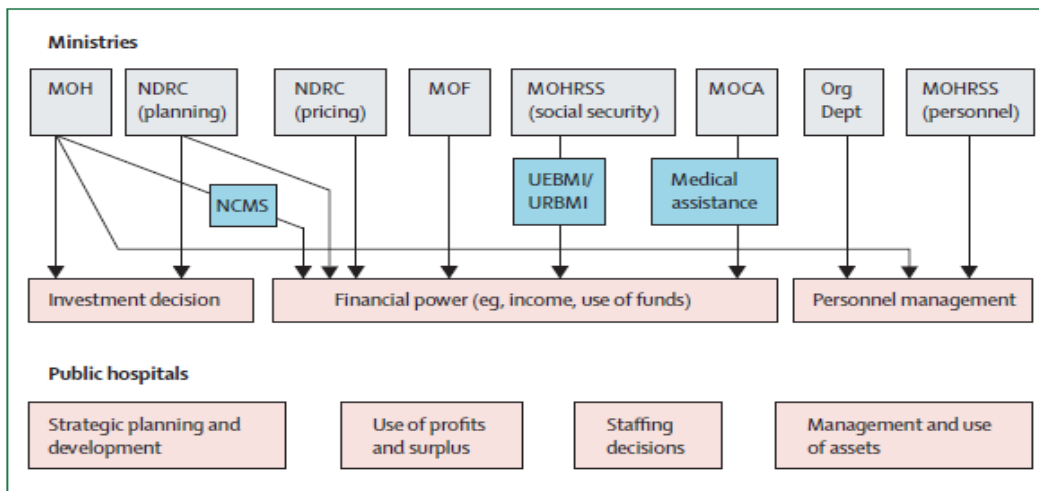 Ministries
MOH
NDRC
(planning)
NDRC
(pricing)
MOF
MOHRSS
(social security)
MOCA
Org
Dept
MOHRSS
(personnel)
NCMS
UEBMI/
URBMI
Medical
assistance
Investment decision
Financial power (eg, income, use of funds)
Personnel management
Public hospitals
Strategic planning and
development
Use of profits
and surplus
Staffing
decisions
Management and use
of assets